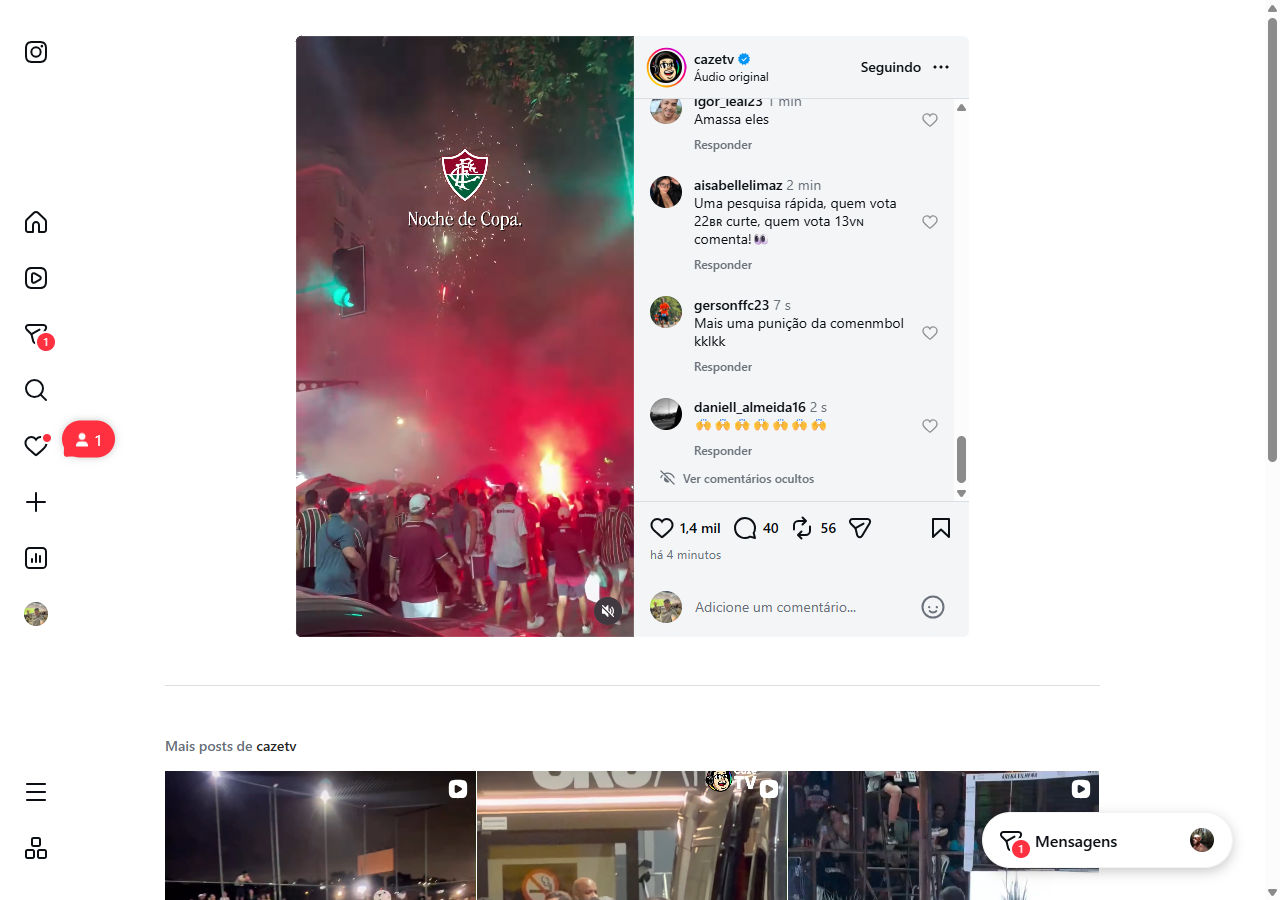 Noche de Copa.
cazetv
Áudio original
Seguindo
igor_leal23 1 min
Amassa eles
Responder
aisabellelimaz 2 min
Uma pesquisa rápida, quem vota
22ʙʀ curte, quem vota 13ᴠɴ
comenta!👀
Responder
gersonffc23 7 s
Mais uma punição da comenmbol
kklkk
Responder
daniell_almeida16 2 s
🙌🙌🙌🙌🙌🙌🙌
Responder
Ver comentários ocultos
1,4 mil 40 56
há 4 minutos
Adicione um comentário...
1
1
Mais posts de cazetv
TV
1
Mensagens